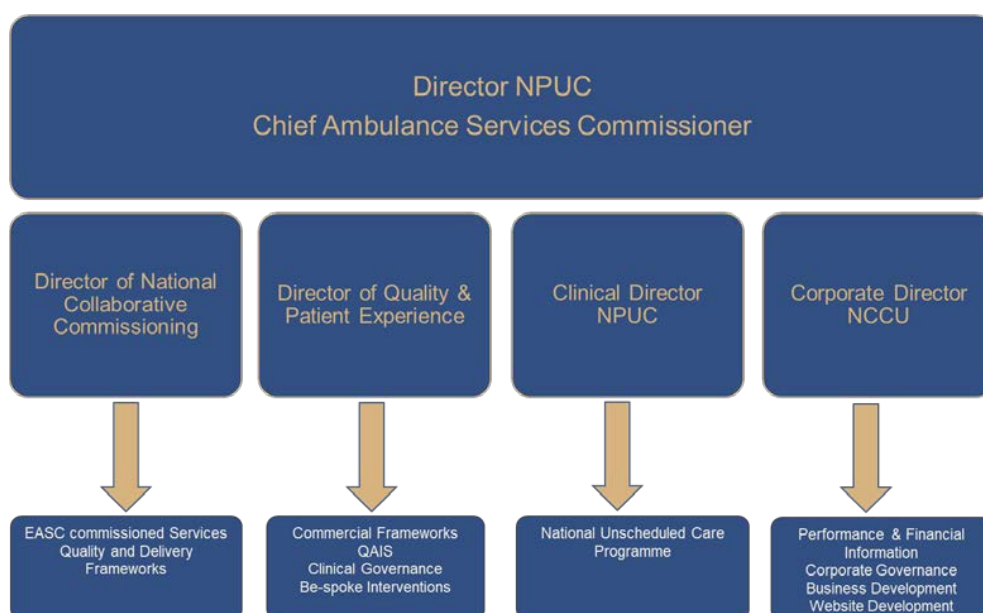 Director NPUC
Chief Ambulance Services Commissioner
Director of National
Collaborative
Commissioning
Director of Quality &
Patient Experience
Clinical Director
NPUC
Corporate Director
NCCU
EASC commissioned Services
Quality and Delivery
Frameworks
Commercial Frameworks
QAIS
Clinical Governance
Be-spoke Interventions
National Unscheduled Care
Programme
Performance & Financial
Information
Corporate Governance
Business Development
Website Development